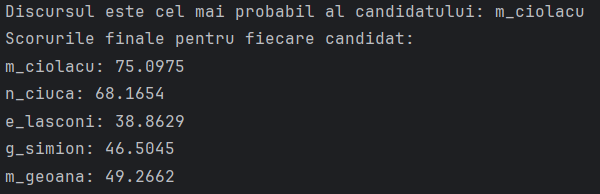 Discursul este cel mai probabil al candidatului: m_ciolacu
Scorurile finale pentru fiecare candidat:
m_ciolacu: 75.0975
n_ciuca: 68.1654
e_lasconi: 38.8629
g_simion: 46.5045
m_geoana: 49.2662